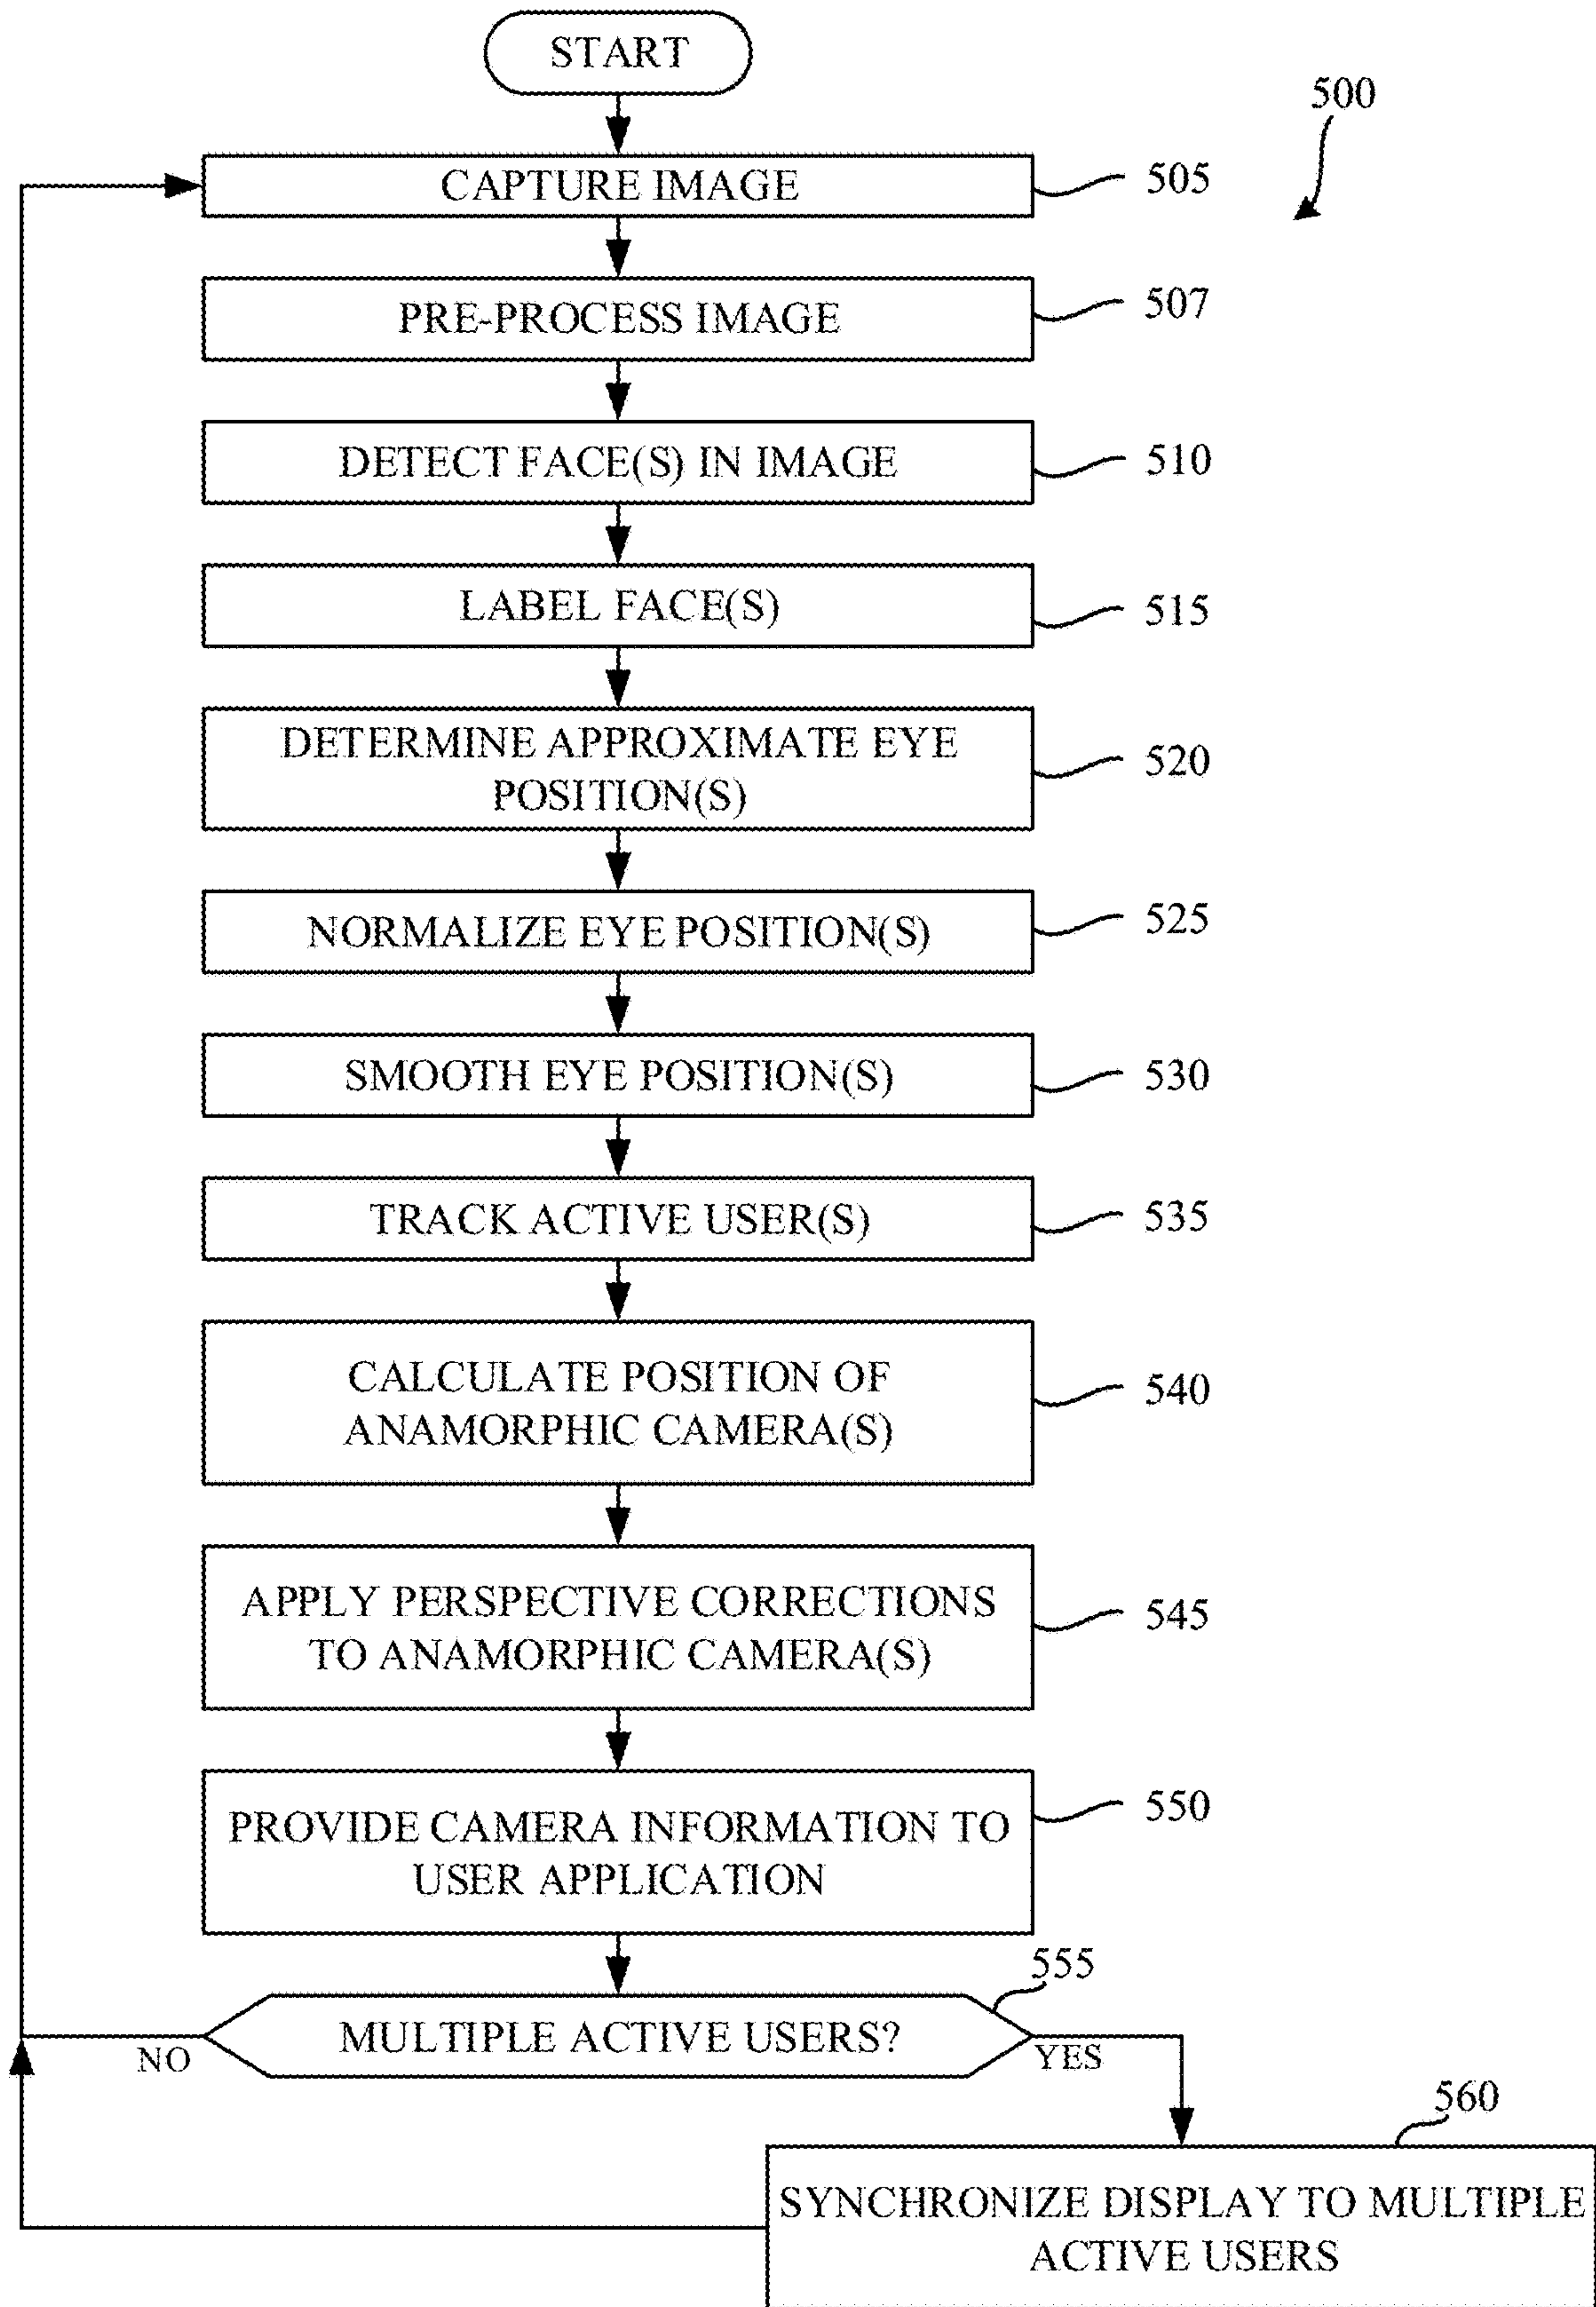 START
500
CAPTURE IMAGE
505
PRE-PROCESS IMAGE
507
DETECT FACE(S) IN IMAGE
510
LABEL FACE(S)
515
DETERMINE APPROXIMATE EYE
POSITION(S)
520
NORMALIZE EYE POSITION(S)
525
SMOOTH EYE POSITION(S)
530
TRACK ACTIVE USER(S)
535
CALCULATE POSITION OF
ANAMORPHIC CAMERA(S)
540
APPLY PERSPECTIVE CORRECTIONS
TO ANAMORPHIC CAMERA(S)
545
PROVIDE CAMERA INFORMATION TO
USER APPLICATION
550
555
MULTIPLE ACTIVE USERS?
NO
YES
560
SYNCHRONIZE DISPLAY TO MULTIPLE
ACTIVE USERS